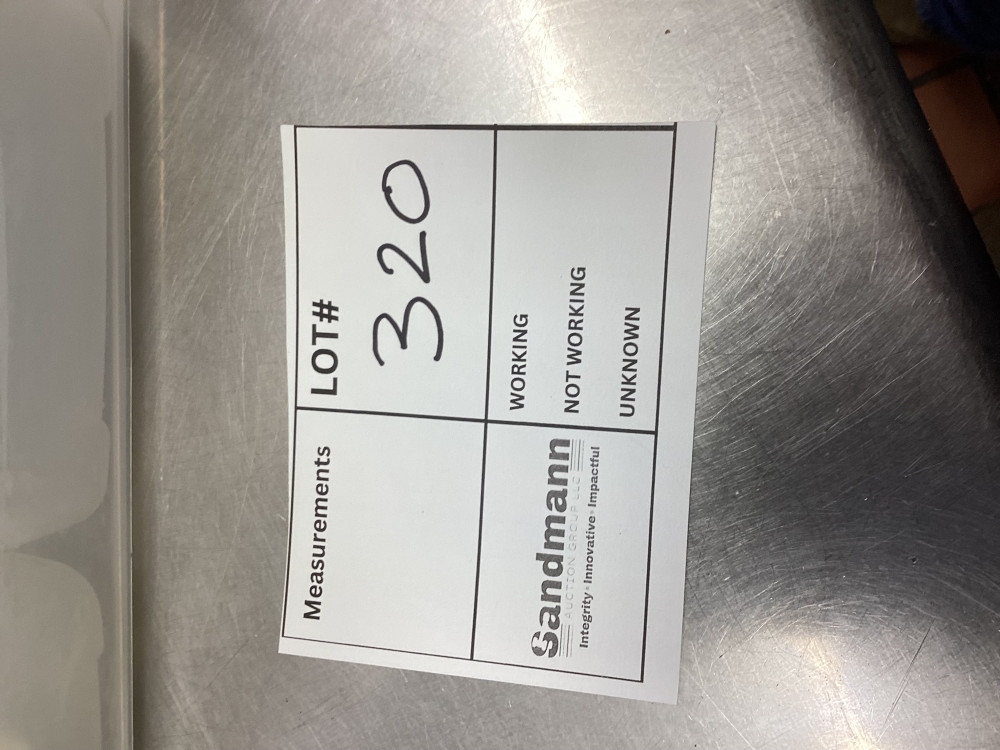 Measurements
LOT#
320
Sandmann
AUCTION GROUP LLC
Integrity · Innovative · Impactful
WORKING
NOT WORKING
UNKNOWN